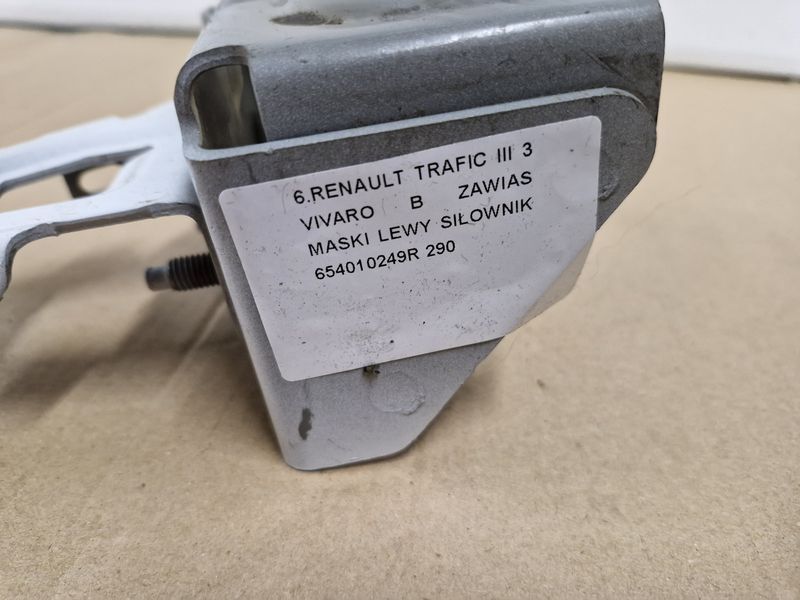 6.RENAULT TRAFIC III 3
VIVARO B ZAWIAS
MASKI LEWY SIŁOWNIK
654010249R 290